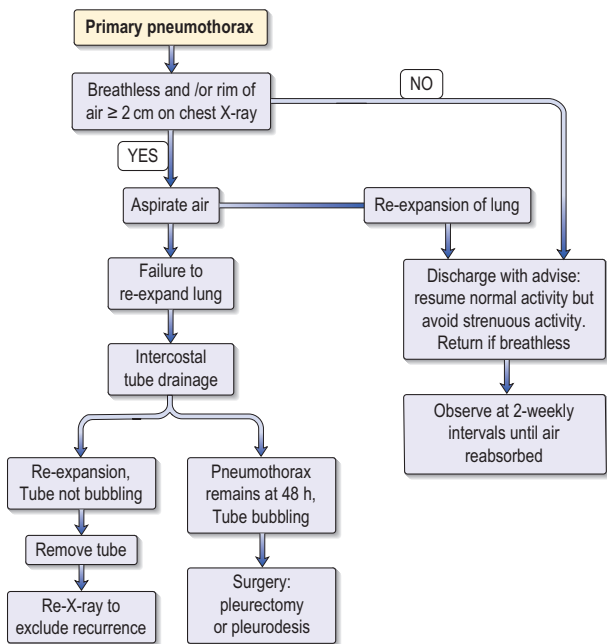 Primary pneumothorax
Breathless and /or rim of
air ≥ 2 cm on chest X-ray
NO
YES
Aspirate air
Re-expansion of lung
Failure to
re-expand lung
Discharge with advise:
resume normal activity but
avoid strenuous activity.
Return if breathless
Intercostal
tube drainage
Observe at 2-weekly
intervals until air
reabsorbed
Re-expansion,
Tube not bubbling
Pneumothorax
remains at 48 h,
Tube bubbling
Remove tube
Re-X-ray to
exclude recurrence
Surgery:
pleurectomy
or pleurodesis